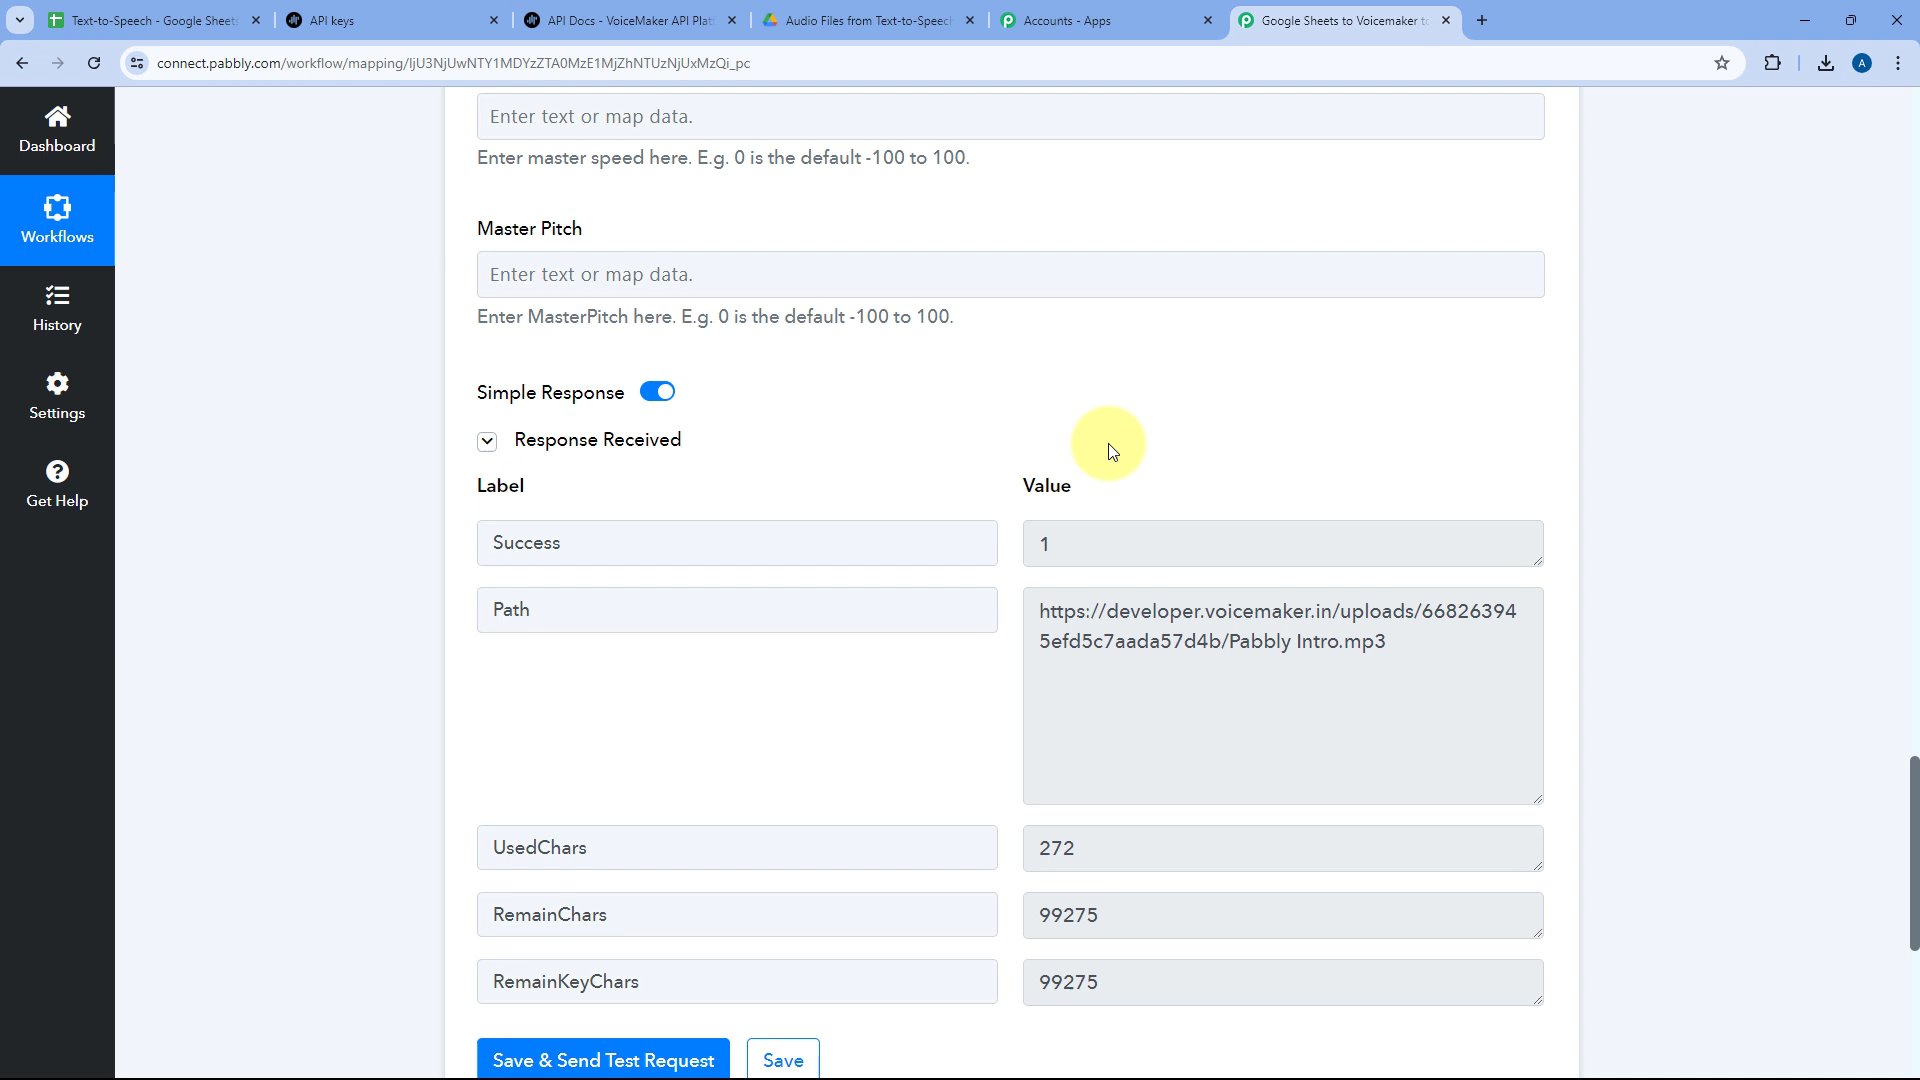 Text-to-Speech - Google Sheets
API keys
API Docs - VoiceMaker API Plat
Audio Files from Text-to-Speech
Accounts - Apps
Google Sheets to Voicemaker to
connect.pabbly.com/workflow/mapping/IjU3NjUwNTY1MDYzZTA0MzE1MjZhNTUzNjUxMzQi_pc
A
Dashboard
Workflows
History
Settings
Get Help
Enter text or map data.
Enter master speed here. E.g. 0 is the default -100 to 100.
Master Pitch
Enter text or map data.
Enter MasterPitch here. E.g. 0 is the default -100 to 100.
Simple Response
Response Received
Label
Value
Success
1
Path
https://developer.voicemaker.in/uploads/66826394
5efd5c7aada57d4b/Pabbly Intro.mp3
UsedChars
272
RemainChars
99275
RemainKeyChars
99275
Save & Send Test Request
Save